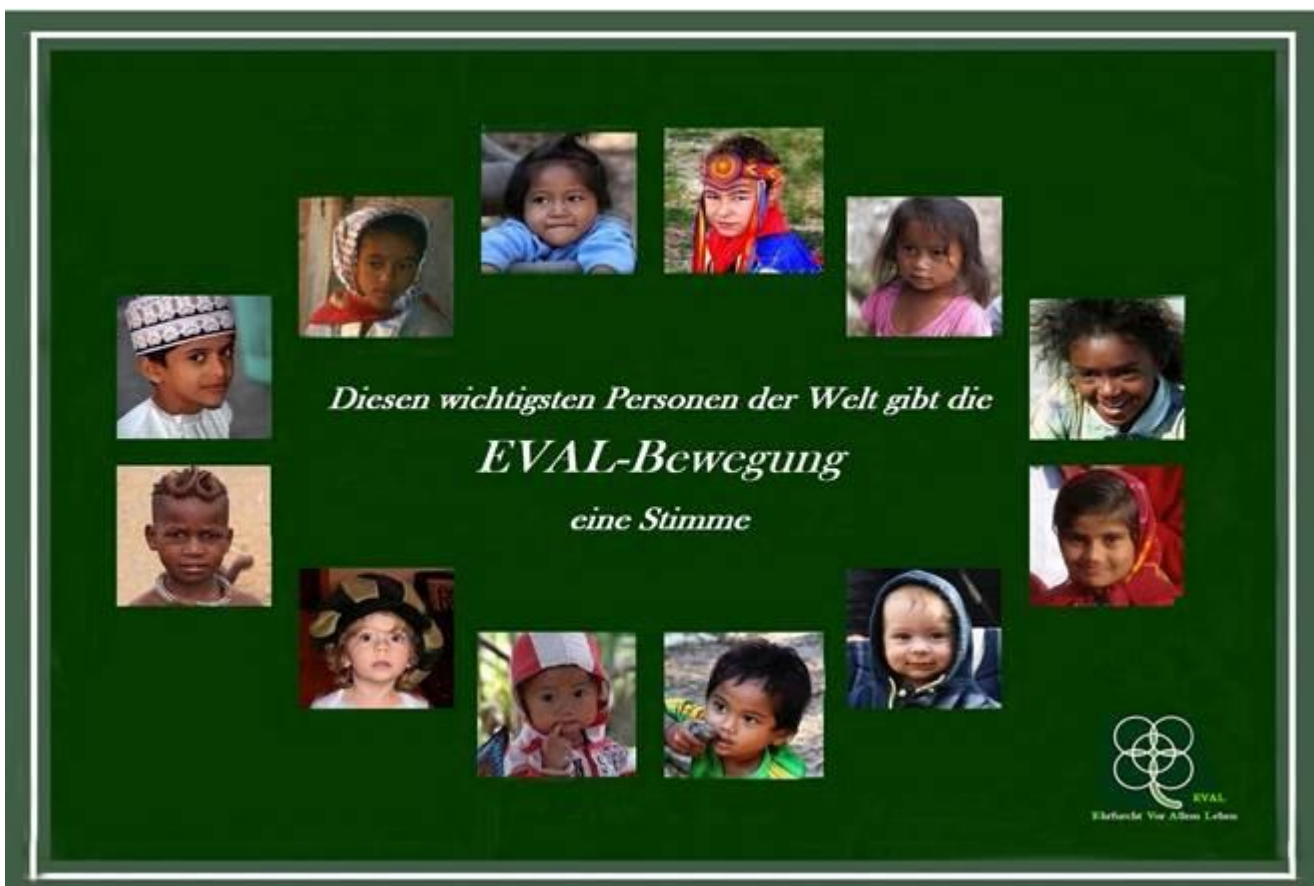 Diesen wichtigsten Personen der Welt gibt die
EVAL-Bewegung
eine Stimme
EVAL
Ehrfurcht Vor Allem Leben